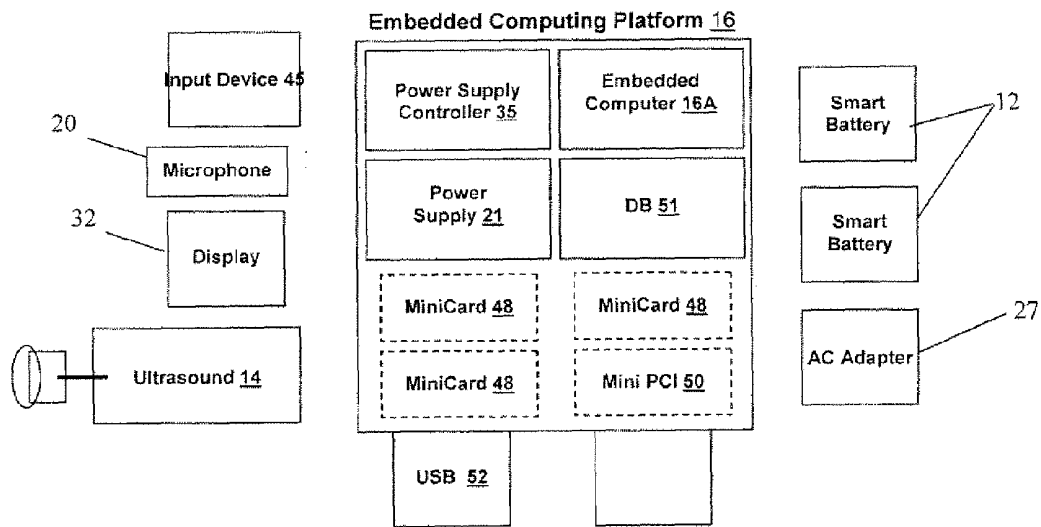 Embedded Computing Platform 16
Input Device 45
20
Microphone
32
Display
Ultrasound 14
Power Supply
Controller 35
Embedded
Computer 16A
Power
Supply 21
DB 51
MiniCard 48
MiniCard 48
MiniCard 48
Mini PCI 50
USB 52
Smart
Battery
12
Smart
Battery
27
AC Adapter